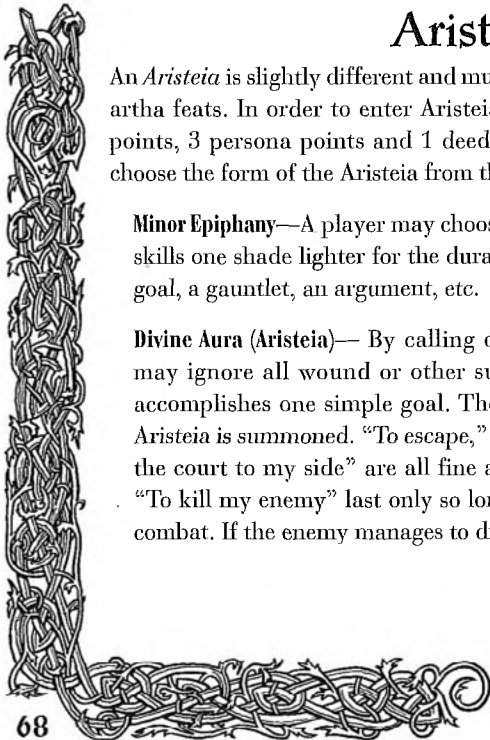 Arist
An Aristeia is slightly different and mu
artha feats. In order to enter Aristei
points, 3 persona points and 1 deed
choose the form of the Aristeia from th
Minor Epiphany—A player may choos
skills one shade lighter for the dura
goal, a gauntlet, an argument, etc.
Divine Aura (Aristeia)— By calling o
may ignore all wound or other su
accomplishes one simple goal. The
Aristeia is summoned. “To escape,”
the court to my side” are all fine a
“To kill my enemy” last only so lon
combat. If the enemy manages to di
68